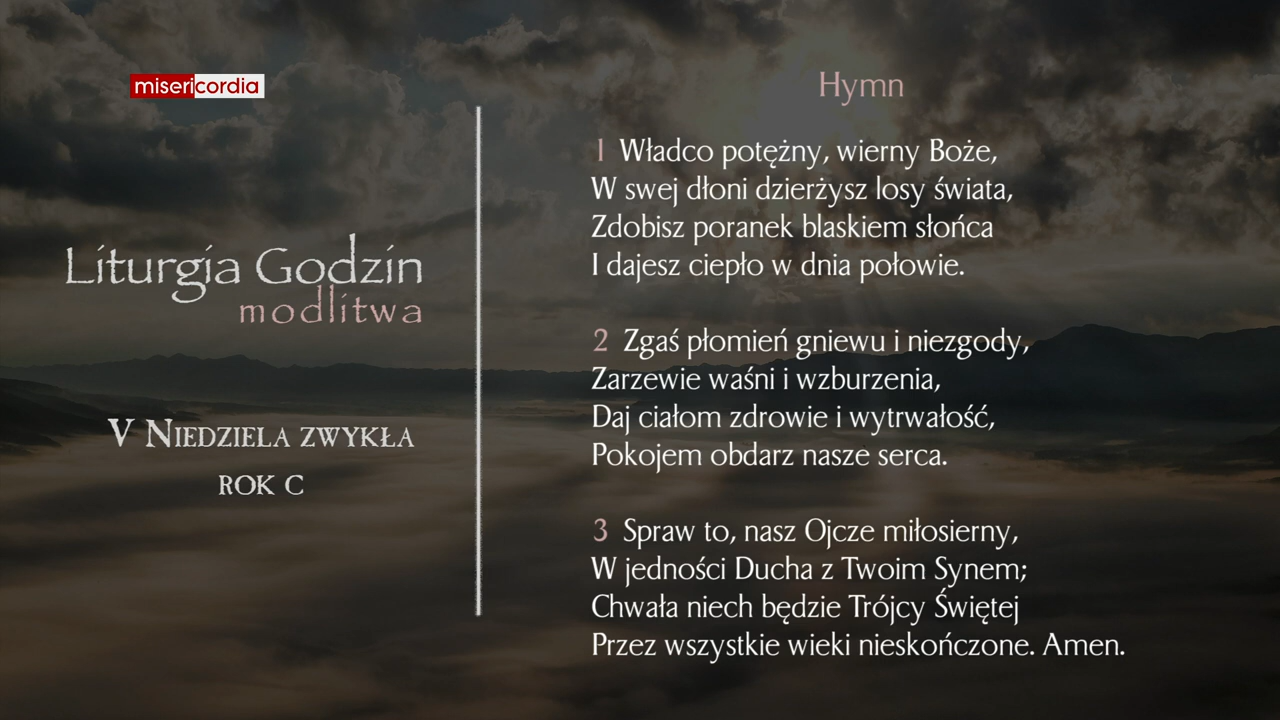 misericordia
Liturgia Godzin
modlitwa
V Niedziela zwykła
rok C
Hymn
1 Władco potężny, wierny Boże,
W swej dłoni dzierżysz losy świata,
Zdobisz poranek blaskiem słońca
I dajesz ciepło w dnia połowie.
2 Zgaś płomień gniewu i niezgody,
Zarzewie waśni i wzburzenia,
Daj ciałom zdrowie i wytrwałość,
Pokojem obdarz nasze serca.
3 Spraw to, nasz Ojcze miłosierny,
W jedności Ducha z Twoim Synem;
Chwała niech będzie Trójcy Świętej
Przez wszystkie wieki nieskończone. Amen.